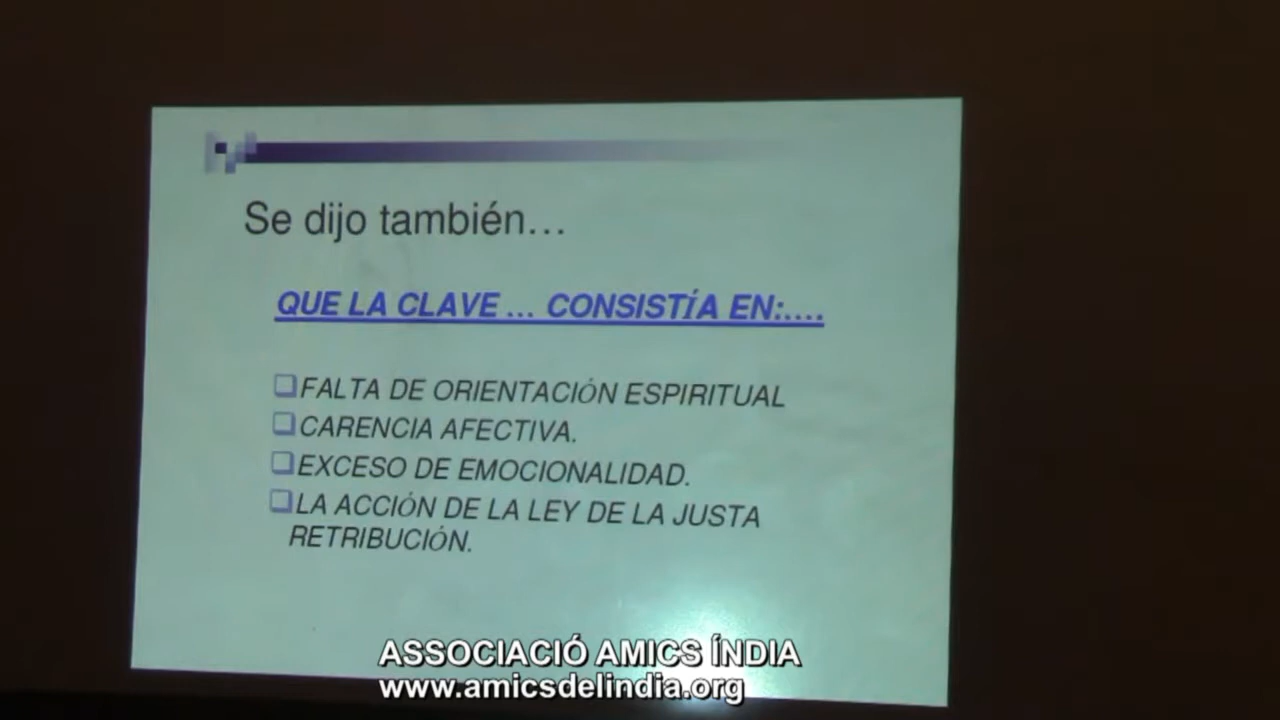 Se dijo también...
QUE LA CLAVE ... CONSISTÍA EN:....
FALTA DE ORIENTACIÓN ESPIRITUAL
CARENCIA AFECTIVA.
EXCESO DE EMOCIONALIDAD.
LA ACCIÓN DE LA LEY DE LA JUSTA
RETRIBUCIÓN.
ASSOCIACIÓ AMICS ÍNDIA
www.amicsdelindia.org